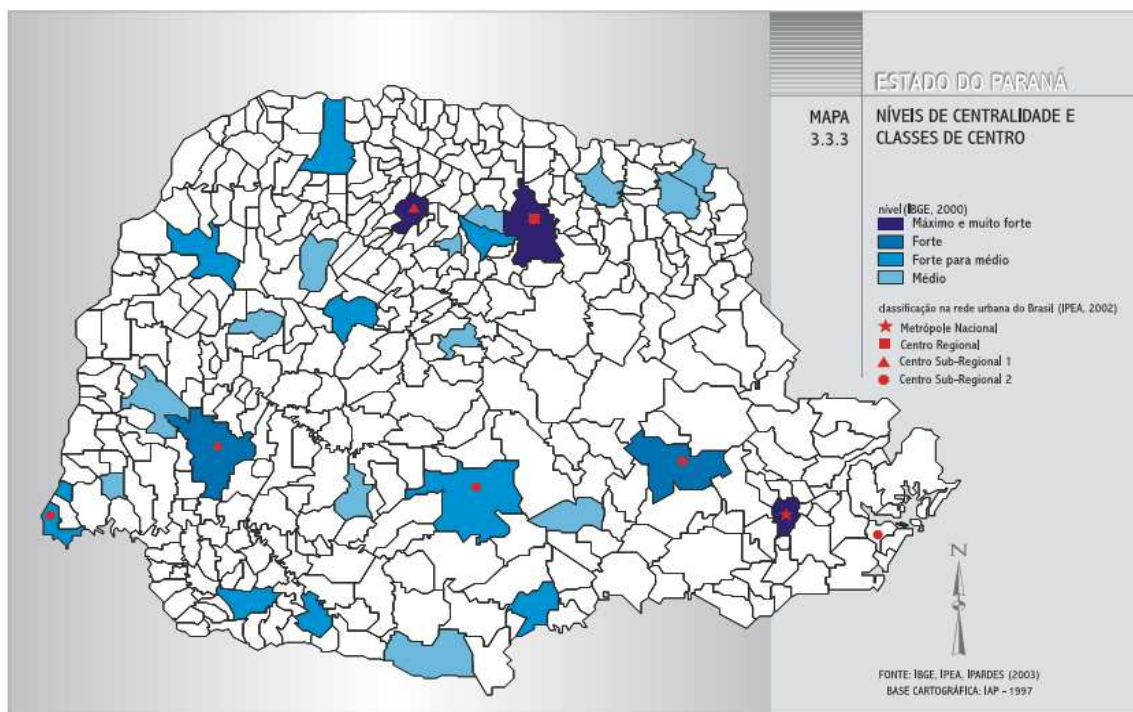 ESTADO DO PARANÁ
MAPA
3.3.3
NÍVEIS DE CENTRALIDADE E
CLASSES DE CENTRO
nível (IBGE, 2000)
Máximo e muito forte
Forte
Forte para médio
Médio
classificação na rede urbana do Brasil (IPEA, 2002)
Metrópole Nacional
Centro Regional
Centro Sub-Regional 1
Centro Sub-Regional 2
N
FONTE: IBGE, IPEA, IPARDES (2003)
BASE CARTOGRÁFICA: IAP - 1997